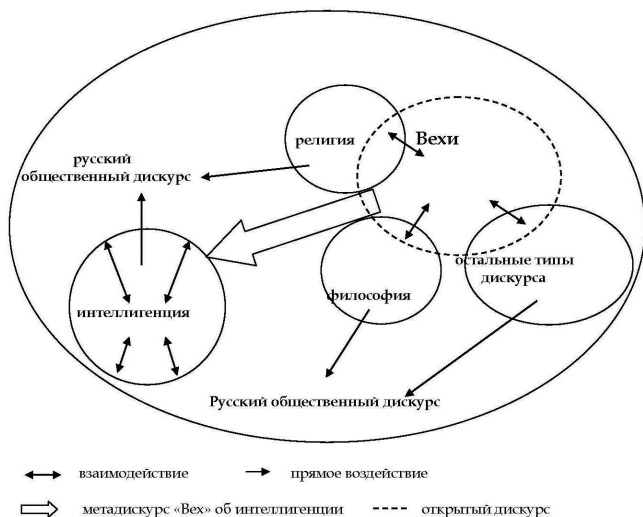 Вехи
религия
русский
общественный дискурс
остальные типы
дискурса
философия
интеллигенция
Русский общественный дискурс
взаимодействие
прямое воздействие
метадискурс «Вех» об интеллигенции
открытый дискурс